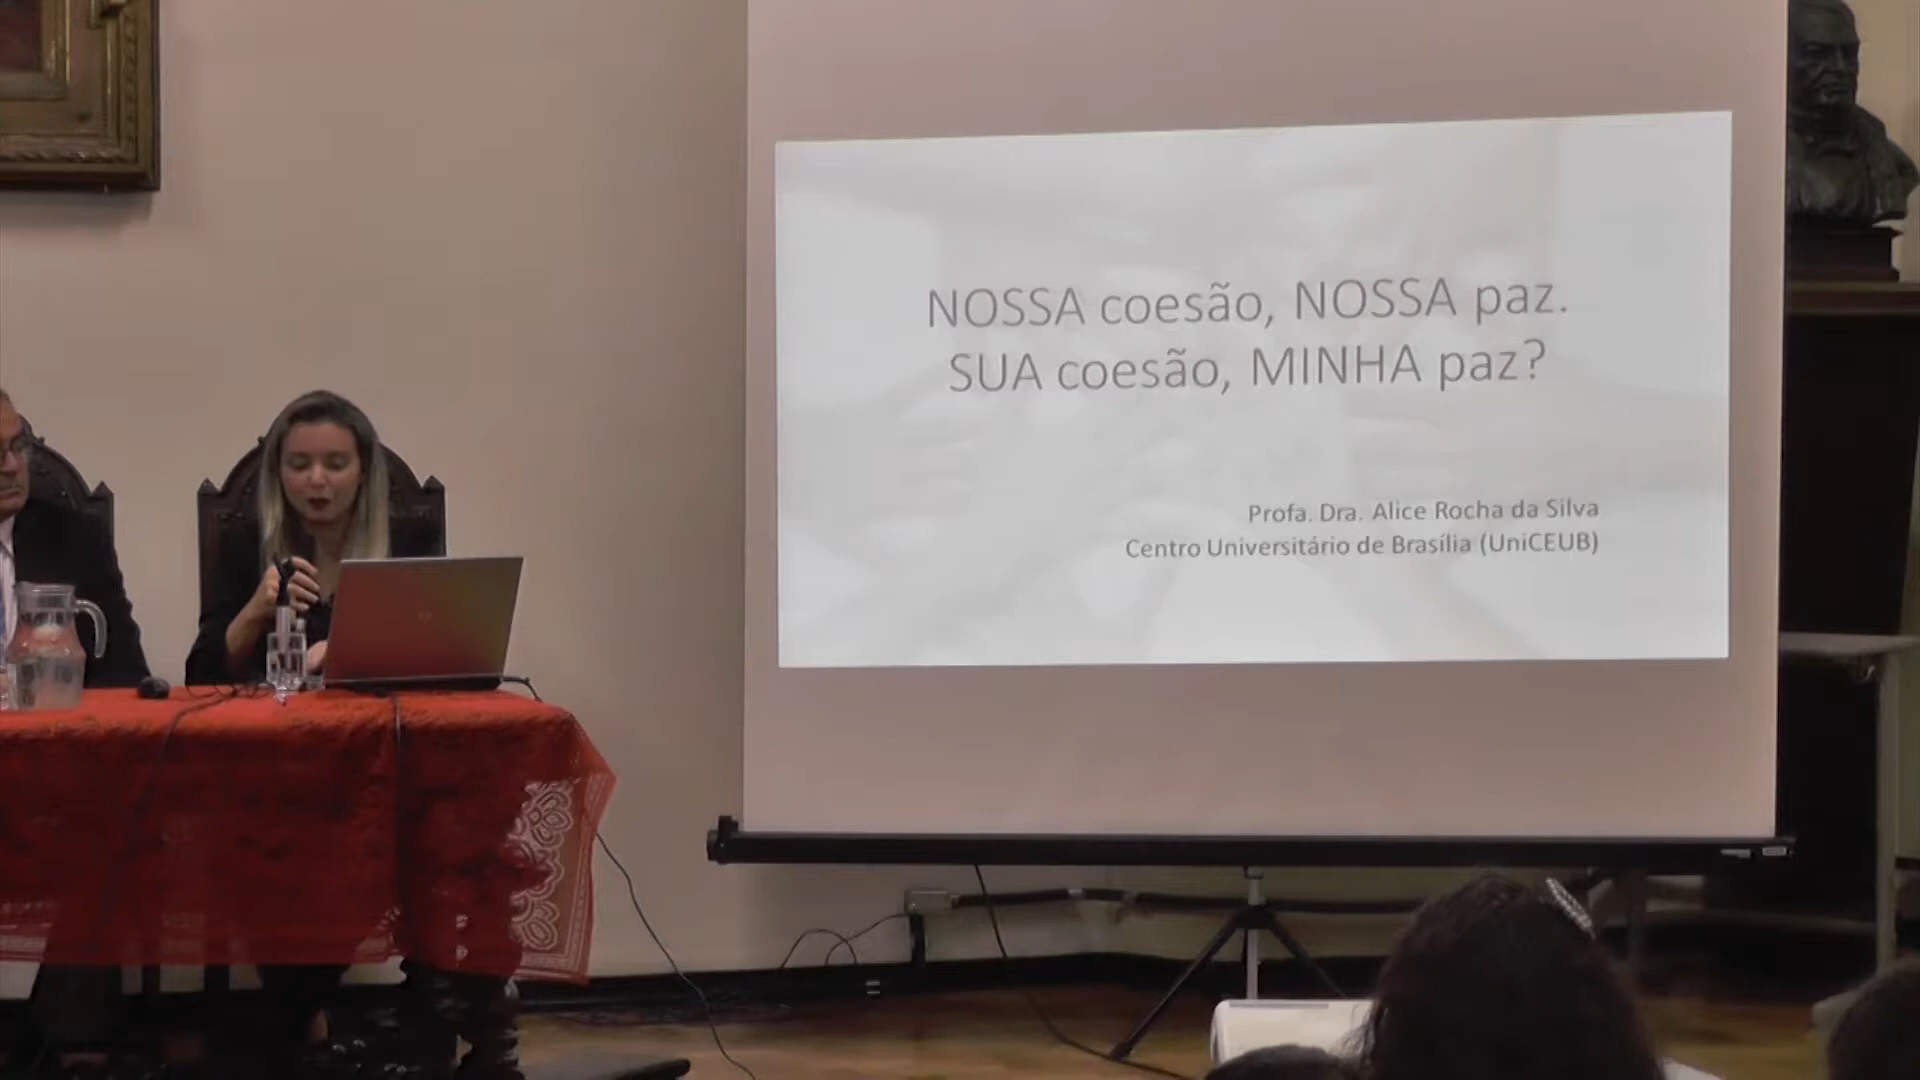 NOSSA coesão, NOSSA paz.
SUA coesão, MINHA paz?
Profa. Dra. Alice Rocha da Silva
Centro Universitário de Brasília (UniCEUB)